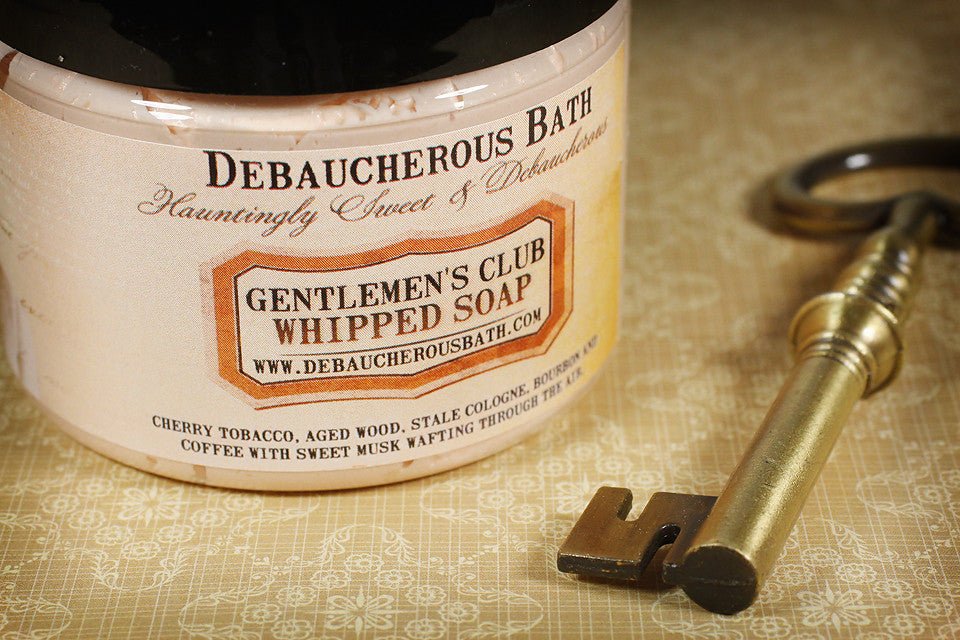 DEBAUCHEROUS BATH
Hauntingly Sweet & Debaucherous
GENTLEMEN'S CLUB
WHIPPED SOAP
WWW.DEBAUCHEROUSBATH.COM
CHERRY TOBACCO, AGED WOOD, STALE COLOGNE, BOURBON AND
COFFEE WITH SWEET MUSK WAFTING THROUGH THE AIR.